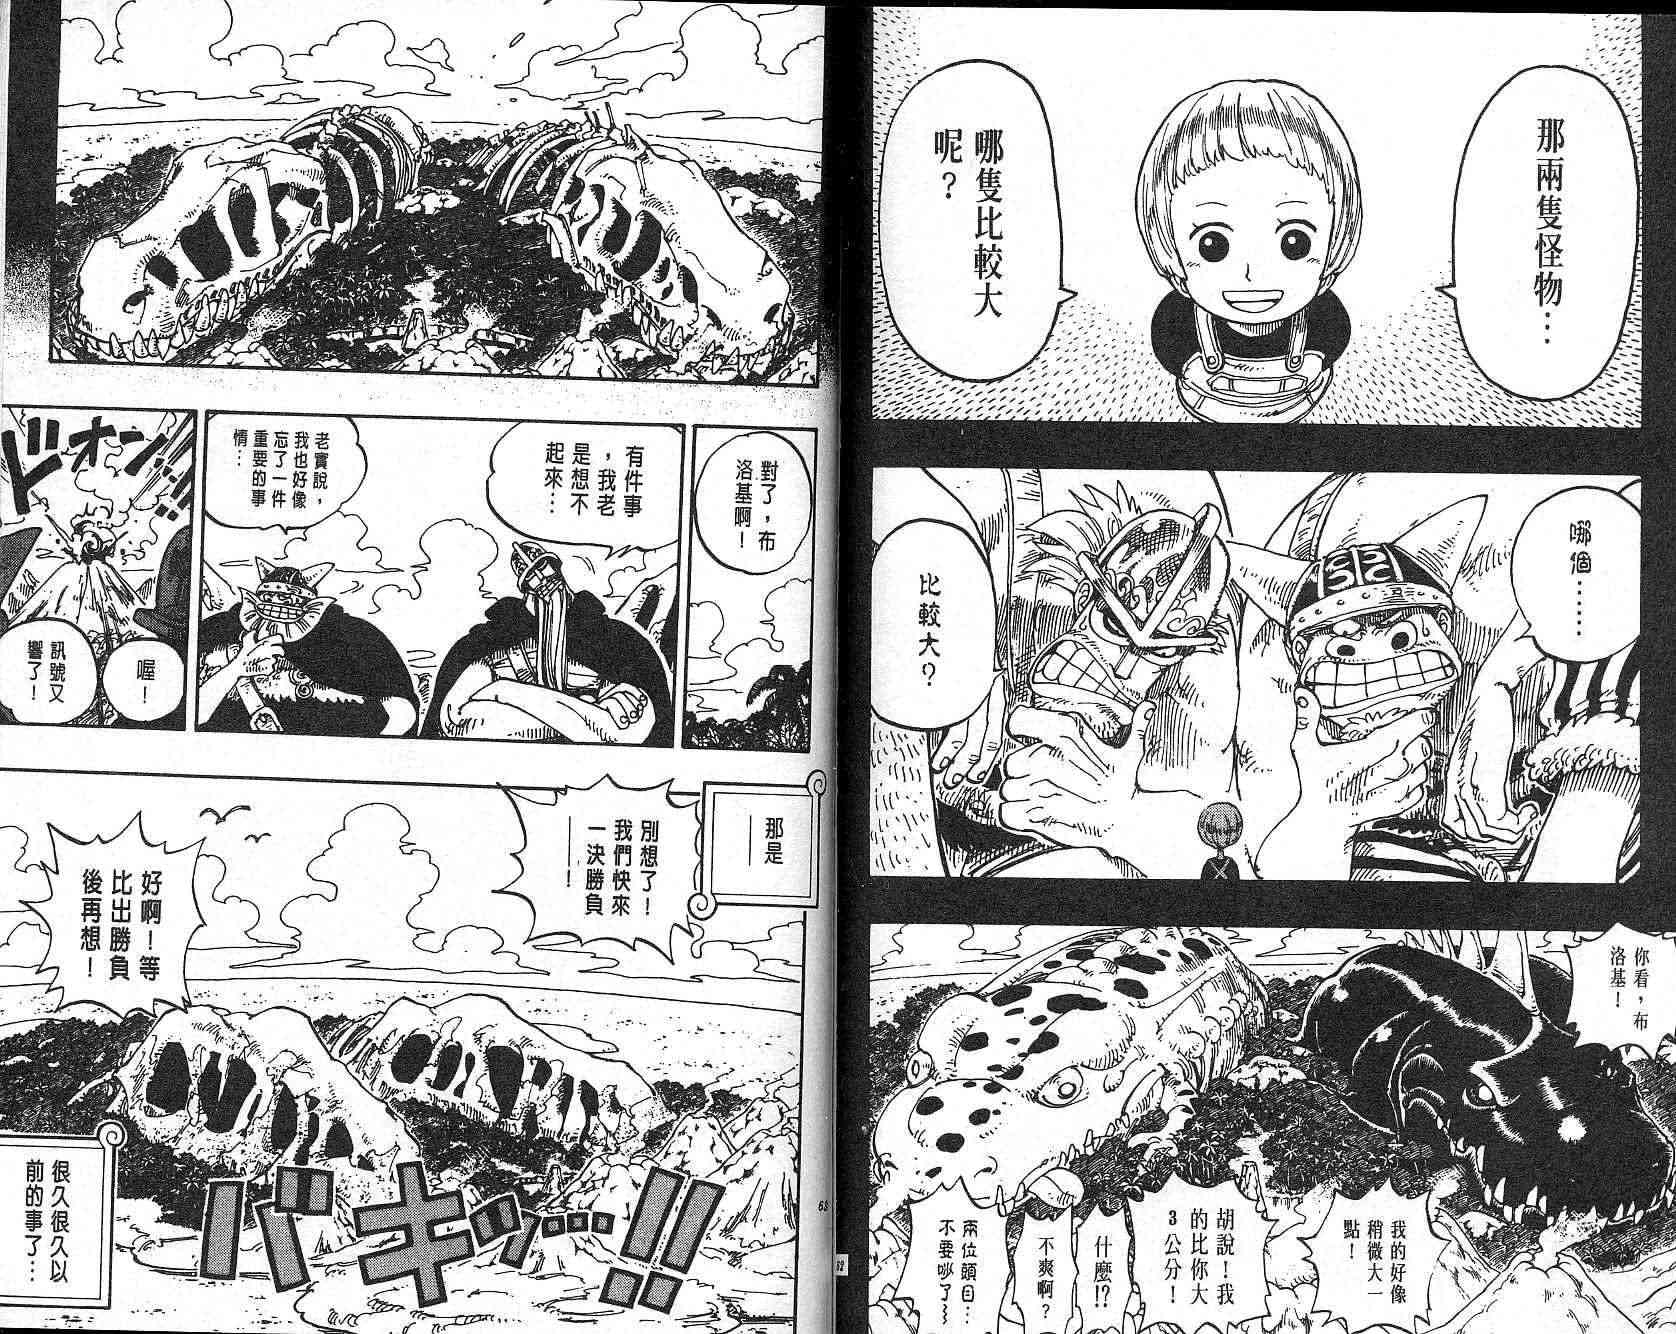 那兩隻怪物…
哪隻比較大
呢？
哪個……
比較大？
你看，布
洛基！
我的好像
稍微大一
點！
胡說！我
的比你大
3公分！
什麼!?
不爽啊？
兩位頭目…
不要吵了～
62
對了，布
洛基啊！
有件事
，我老
是想不
起來…
老實說，
我也好像
忘了一件
重要的事
情…
ドオン…!!
喔！
訊號又
響了！
那是
──
別想了！
我們快來
一決勝負
──！
好啊！等
比出勝負
後再想！
バキッ…!!
很久很久以
前的事了…
63